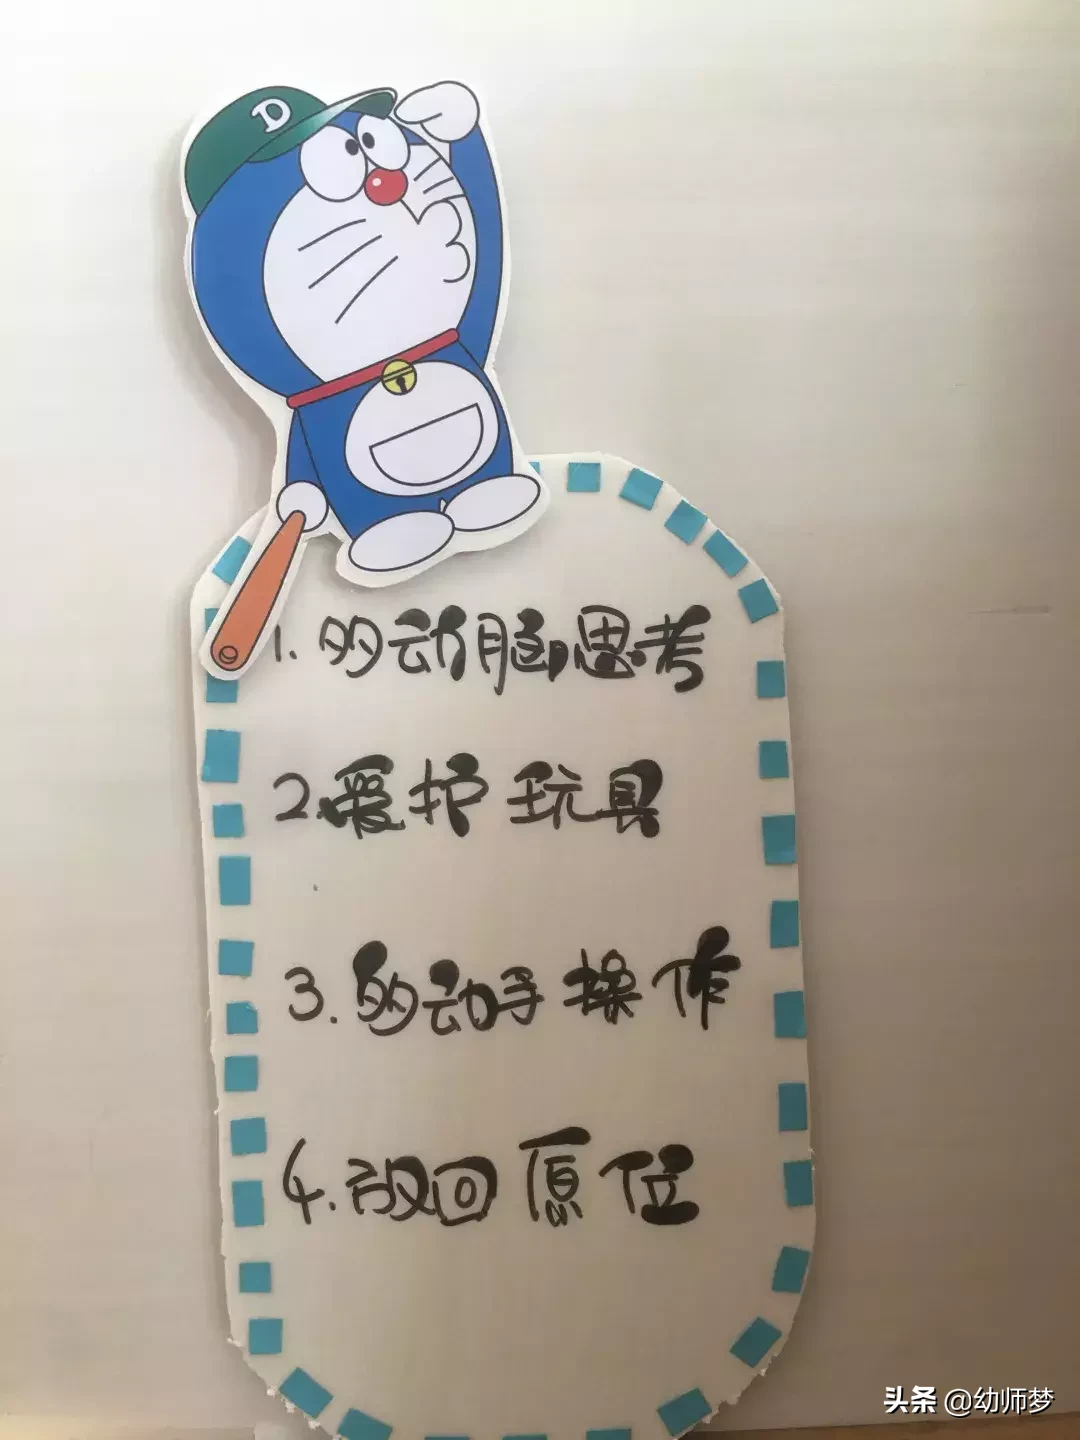 D
1. 多动脑思考
2. 爱护玩具
3. 多动手操作
4. 放回原位
头条 @幼师梦